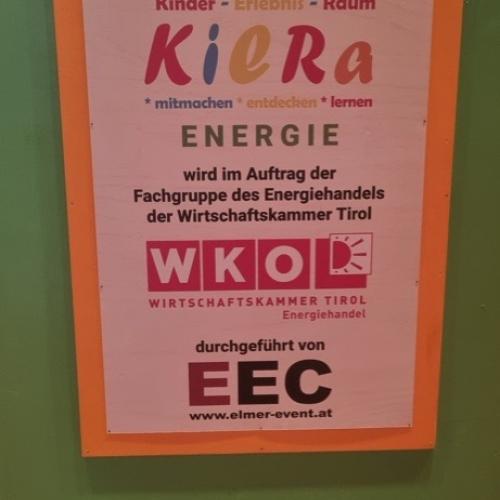 Kinder - Erlebnis - Raum
KiERa
* mitmachen * entdecken * lernen
ENERGIE
wird im Auftrag der
Fachgruppe des Energiehandels
der Wirtschaftskammer Tirol
WKO
WIRTSCHAFTSKAMMER TIROL
Energiehandel
durchgeführt von
EEC
www.elmer-event.at